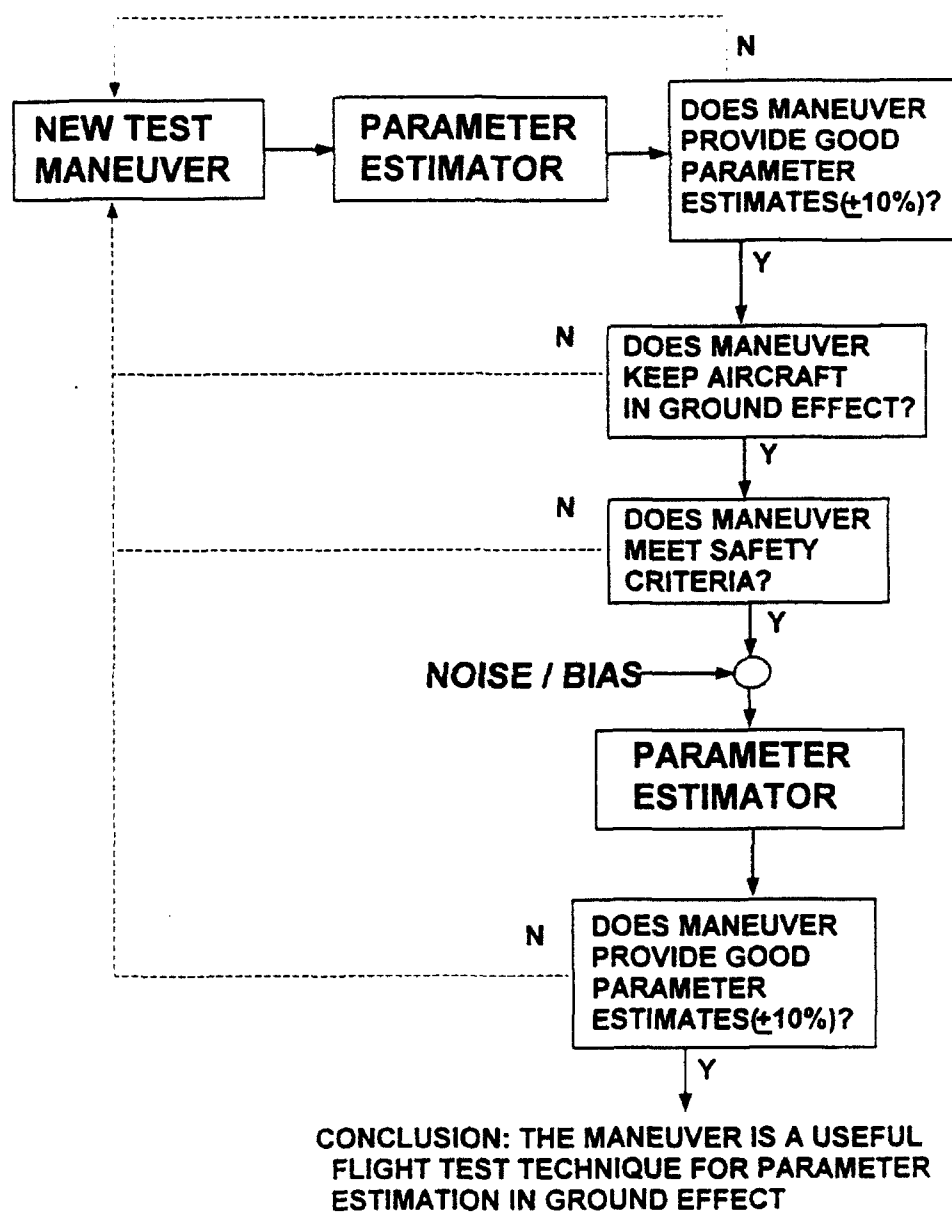 N
NEW TEST
MANEUVER
PARAMETER
ESTIMATOR
DOES MANEUVER
PROVIDE GOOD
PARAMETER
ESTIMATES(±10%)?
Y
N
DOES MANEUVER
KEEP AIRCRAFT
IN GROUND EFFECT?
Y
N
DOES MANEUVER
MEET SAFETY
CRITERIA?
Y
NOISE / BIAS
PARAMETER
ESTIMATOR
N
DOES MANEUVER
PROVIDE GOOD
PARAMETER
ESTIMATES(±10%)?
Y
CONCLUSION: THE MANEUVER IS A USEFUL
FLIGHT TEST TECHNIQUE FOR PARAMETER
ESTIMATION IN GROUND EFFECT